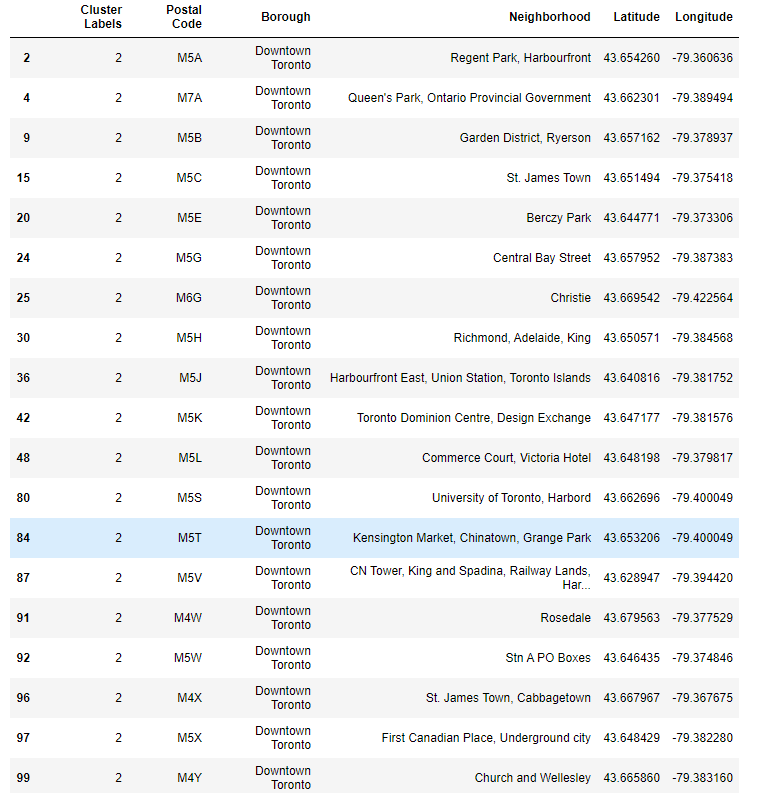 Cluster Labels Postal Code Borough Neighborhood Latitude Longitude
2 2 M5A Downtown Toronto Regent Park, Harbourfront 43.654260 -79.360636
4 2 M7A Downtown Toronto Queen's Park, Ontario Provincial Government 43.662301 -79.389494
9 2 M5B Downtown Toronto Garden District, Ryerson 43.657162 -79.378937
15 2 M5C Downtown Toronto St. James Town 43.651494 -79.375418
20 2 M5E Downtown Toronto Berczy Park 43.644771 -79.373306
24 2 M5G Downtown Toronto Central Bay Street 43.657952 -79.387383
25 2 M6G Downtown Toronto Christie 43.669542 -79.422564
30 2 M5H Downtown Toronto Richmond, Adelaide, King 43.650571 -79.384568
36 2 M5J Downtown Toronto Harbourfront East, Union Station, Toronto Islands 43.640816 -79.381752
42 2 M5K Downtown Toronto Toronto Dominion Centre, Design Exchange 43.647177 -79.381576
48 2 M5L Downtown Toronto Commerce Court, Victoria Hotel 43.648198 -79.379817
80 2 M5S Downtown Toronto University of Toronto, Harbord 43.662696 -79.400049
84 2 M5T Downtown Toronto Kensington Market, Chinatown, Grange Park 43.653206 -79.400049
87 2 M5V Downtown Toronto CN Tower, King and Spadina, Railway Lands, Har... 43.628947 -79.394420
91 2 M4W Downtown Toronto Rosedale 43.679563 -79.377529
92 2 M5W Downtown Toronto Stn A PO Boxes 43.646435 -79.374846
96 2 M4X Downtown Toronto St. James Town, Cabbagetown 43.667967 -79.367675
97 2 M5X Downtown Toronto First Canadian Place, Underground city 43.648429 -79.382280
99 2 M4Y Downtown Toronto Church and Wellesley 43.665860 -79.383160